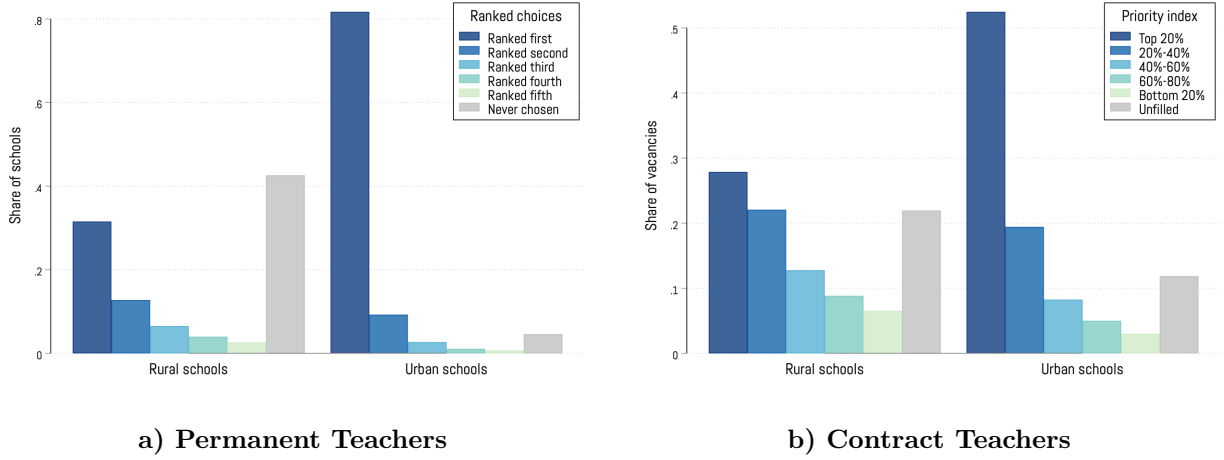 Ranked choices
Ranked first
Ranked second
Ranked third
Ranked fourth
Ranked fifth
Never chosen
Share of schools
.8
.6
.4
.2
0
Rural schools
Urban schools
a) Permanent Teachers
Priority index
Top 20%
20%-40%
40%-60%
60%-80%
Bottom 20%
Unfilled
Share of vacancies
.5
.4
.3
.2
.1
0
Rural schools
Urban schools
b) Contract Teachers